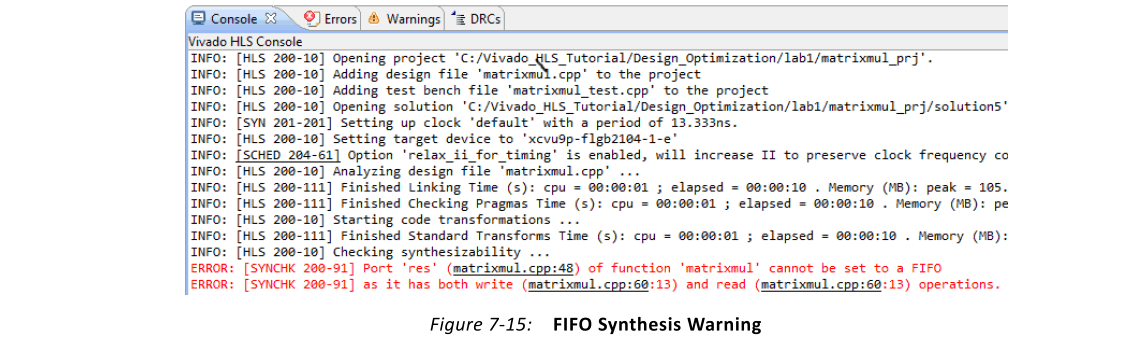 Console Errors Warnings DRCs
Vivado HLS Console
INFO: [HLS 200-10] Opening project 'C:/Vivado_HLS_Tutorial/Design_Optimization/lab1/matrixmul_prj'.
INFO: [HLS 200-10] Adding design file 'matrixmul.cpp' to the project
INFO: [HLS 200-10] Adding test bench file 'matrixmul_test.cpp' to the project
INFO: [HLS 200-10] Opening solution 'C:/Vivado_HLS_Tutorial/Design_Optimization/lab1/matrixmul_prj/solution5'
INFO: [SYN 201-201] Setting up clock 'default' with a period of 13.333ns.
INFO: [HLS 200-10] Setting target device to 'xcvu9p-flgb2104-1-e'
INFO: [SCHED 204-61] Option 'relax_ii_for_timing' is enabled, will increase II to preserve clock frequency co
INFO: [HLS 200-10] Analyzing design file 'matrixmul.cpp' ...
INFO: [HLS 200-111] Finished Linking Time (s): cpu = 00:00:01 ; elapsed = 00:00:10 . Memory (MB): peak = 105.
INFO: [HLS 200-111] Finished Checking Pragmas Time (s): cpu = 00:00:01 ; elapsed = 00:00:10 . Memory (MB): pe
INFO: [HLS 200-10] Starting code transformations ...
INFO: [HLS 200-111] Finished Standard Transforms Time (s): cpu = 00:00:01 ; elapsed = 00:00:10 . Memory (MB):
INFO: [HLS 200-10] Checking synthesizability ...
ERROR: [SYNCHK 200-91] Port 'res' (matrixmul.cpp:48) of function 'matrixmul' cannot be set to a FIFO
ERROR: [SYNCHK 200-91] as it has both write (matrixmul.cpp:60:13) and read (matrixmul.cpp:60:13) operations.
Figure 7-15: FIFO Synthesis Warning